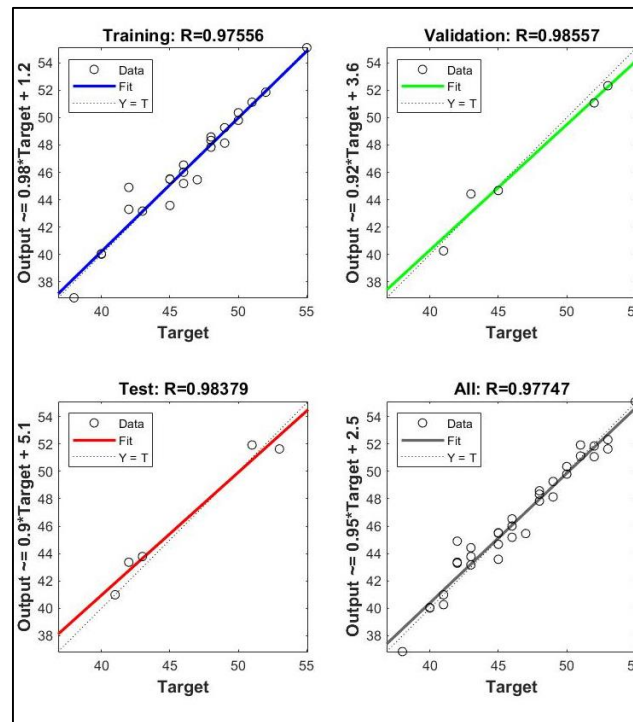 Training: R=0.97556
Output ~= 0.98*Target + 1.2
54
52
50
48
46
44
42
40
38
Data
Fit
Y = T
40
45
50
55
Target
Validation: R=0.98557
Output ~= 0.92*Target + 3.6
54
52
50
48
46
44
42
40
38
Data
Fit
Y = T
40
45
50
55
Target
Test: R=0.98379
Output ~= 0.9*Target + 5.1
54
52
50
48
46
44
42
40
38
Data
Fit
Y = T
40
45
50
55
Target
All: R=0.97747
Output ~= 0.95*Target + 2.5
54
52
50
48
46
44
42
40
38
Data
Fit
Y = T
40
45
50
55
Target